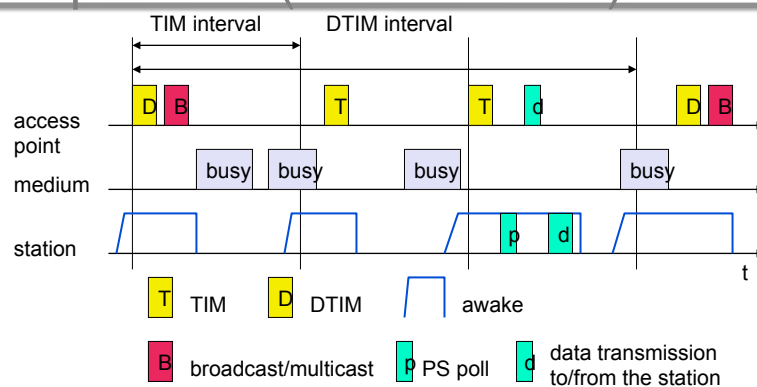 TIM interval DTIM interval
D B T T d D B
access
point
busy busy busy busy
medium
p d
station
t
T TIM D DTIM awake
B broadcast/multicast p PS poll d data transmission
to/from the station